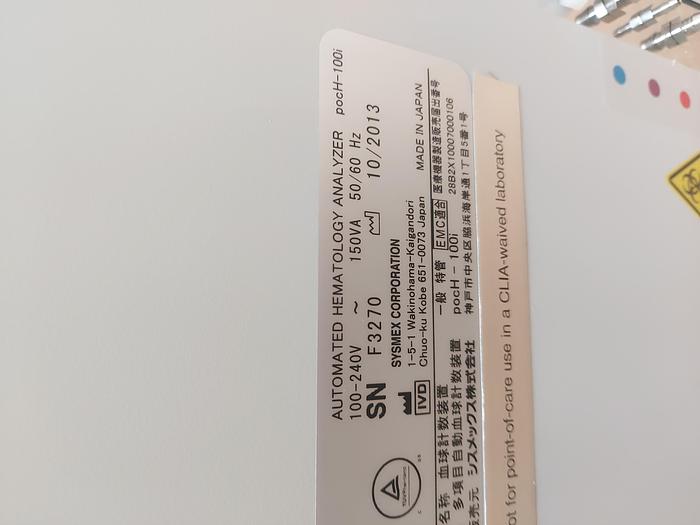 AUTOMATED HEMATOLOGY ANALYZER pocH-100i
100-240V ~ 150VA 50/60 Hz
SN F3270 10/2013
SYSMEX CORPORATION
1-5-1 Wakinohama-Kaigandori
Chuo-ku Kobe 651-0073 Japan MADE IN JAPAN
IVD
名称 血球計数装置 一般 特管 EMC適合 医療機器製造販売届出番号
多項目自動血球計数装置 pocH-100i 28B2X10007000106
売元 シスメックス株式会社 神戸市中央区脇浜海岸通1丁目5番1号
ot for point-of-care use in a CLIA-waived laboratory